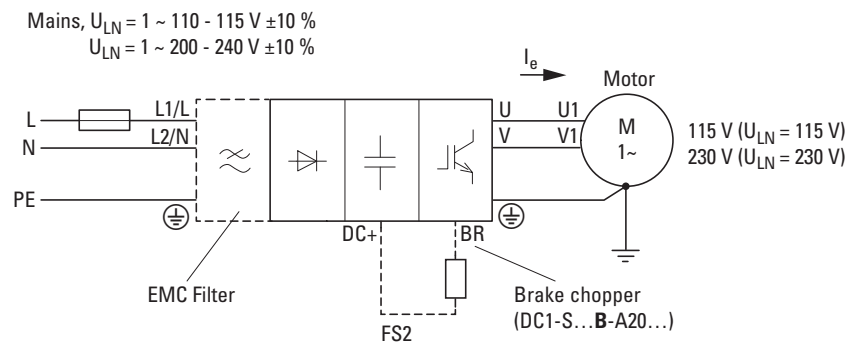 Mains, U_LN = 1 ~ 110 - 115 V ±10 %
U_LN = 1 ~ 200 - 240 V ±10 %
I_e
Motor
L
L1/L
U
U1
N
L2/N
V
V1
M
1~
115 V (U_LN = 115 V)
230 V (U_LN = 230 V)
PE
DC+
BR
EMC Filter
Brake chopper
(DC1-S…B-A20…)
FS2